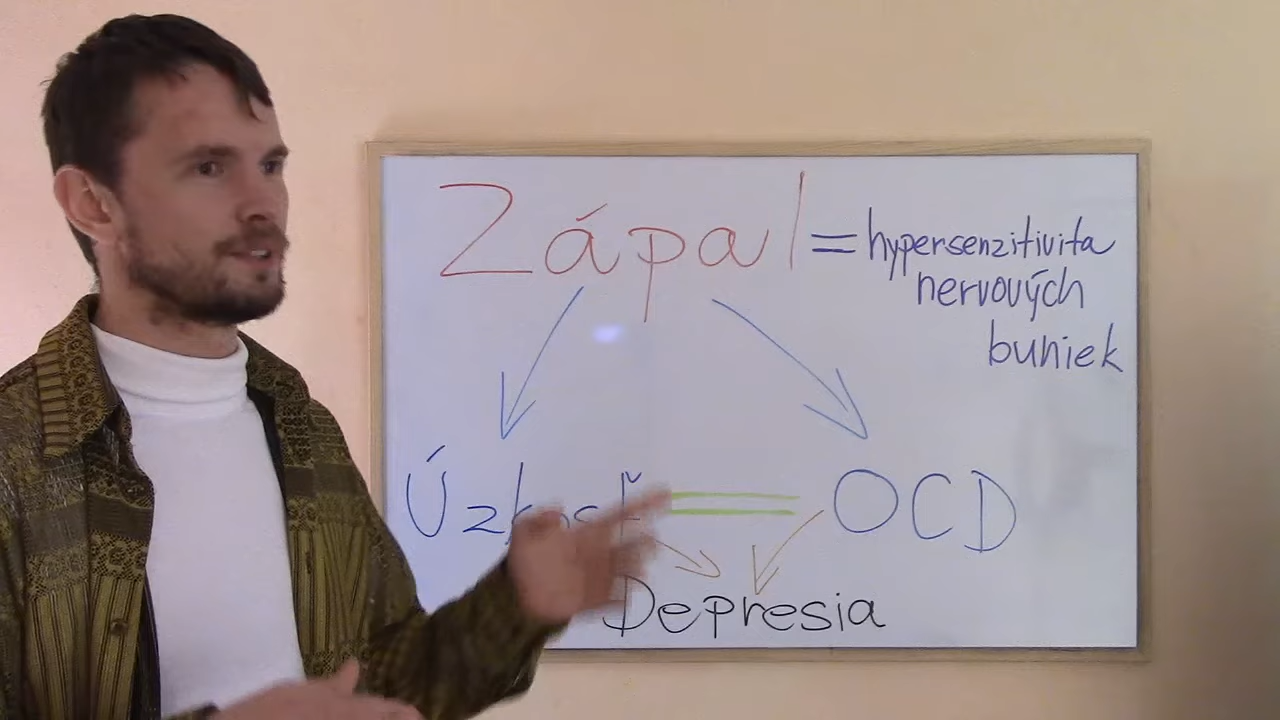 Zápal = hypersenzitivita
nervových
buniek
OCD
Depresia